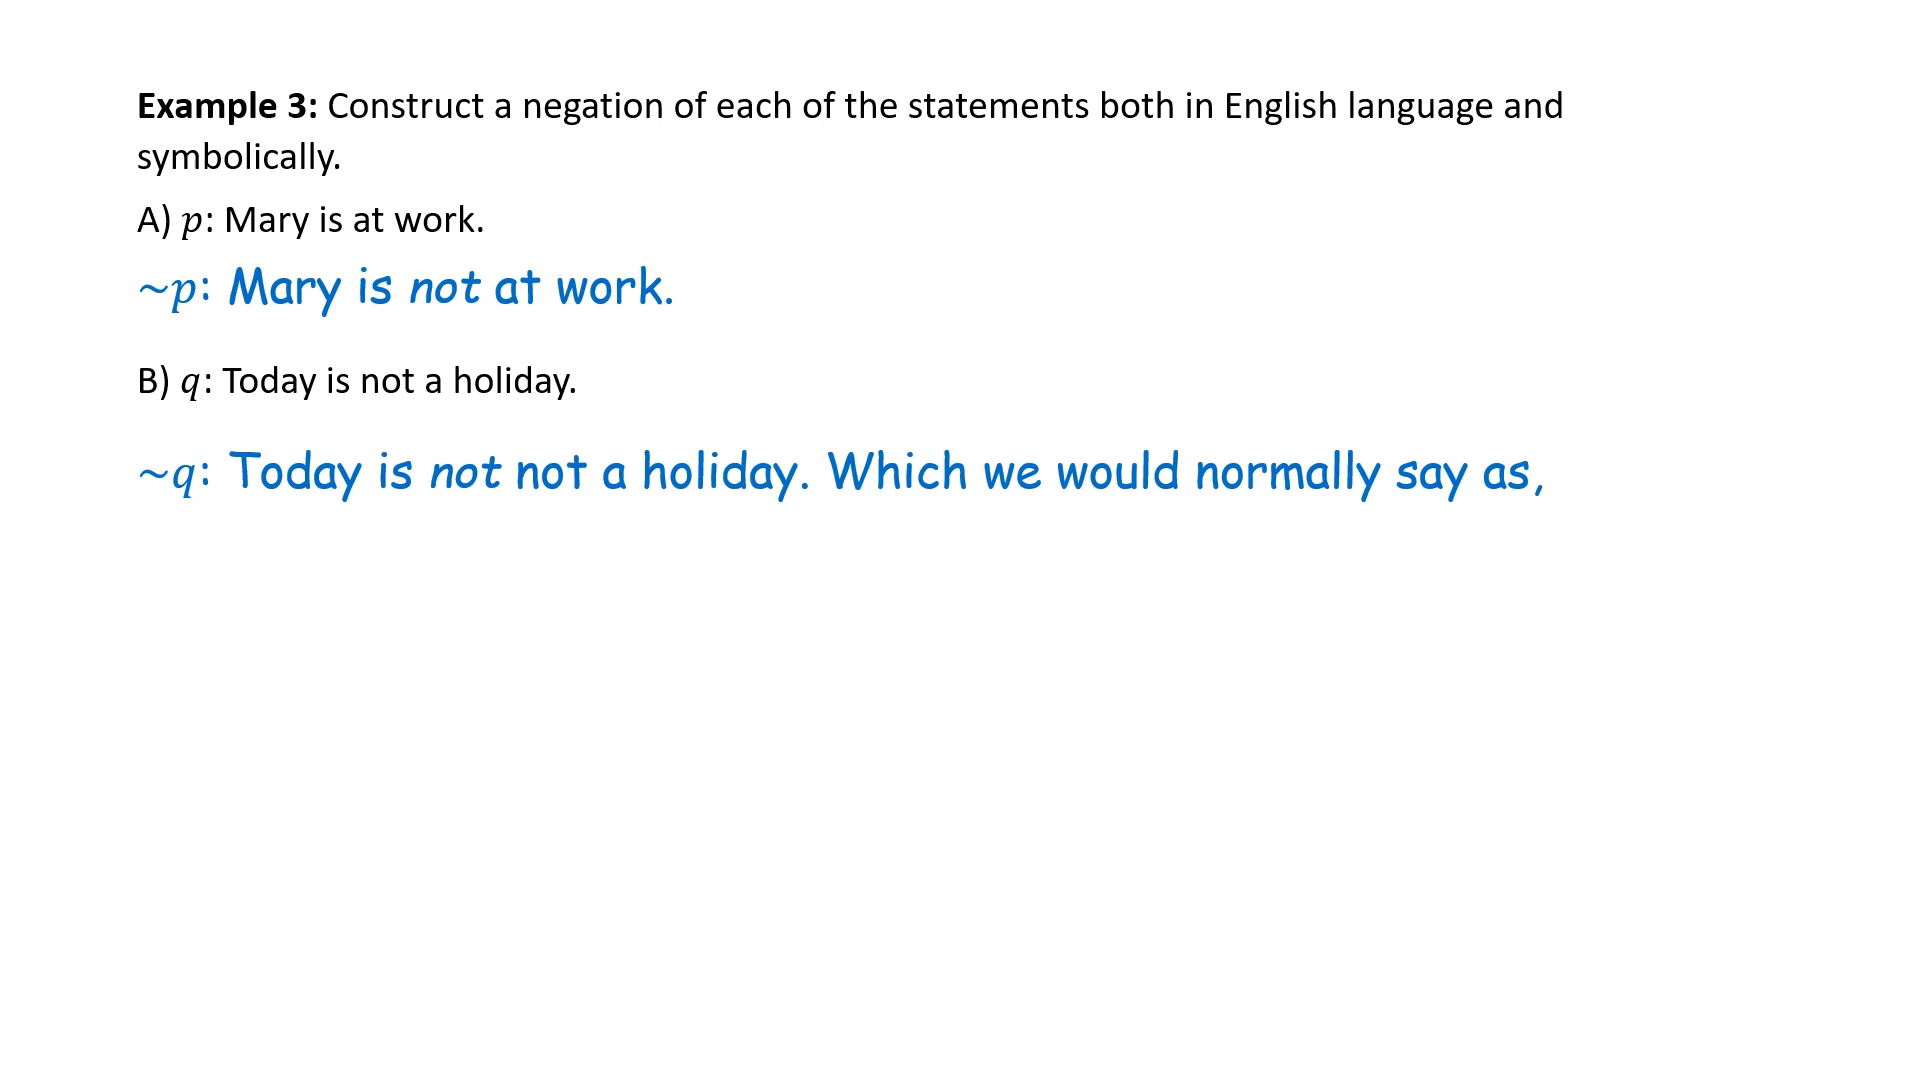 Example 3: Construct a negation of each of the statements both in English language and
symbolically.
A) p: Mary is at work.
~p: Mary is not at work.
B) q: Today is not a holiday.
~q: Today is not not a holiday. Which we would normally say as,